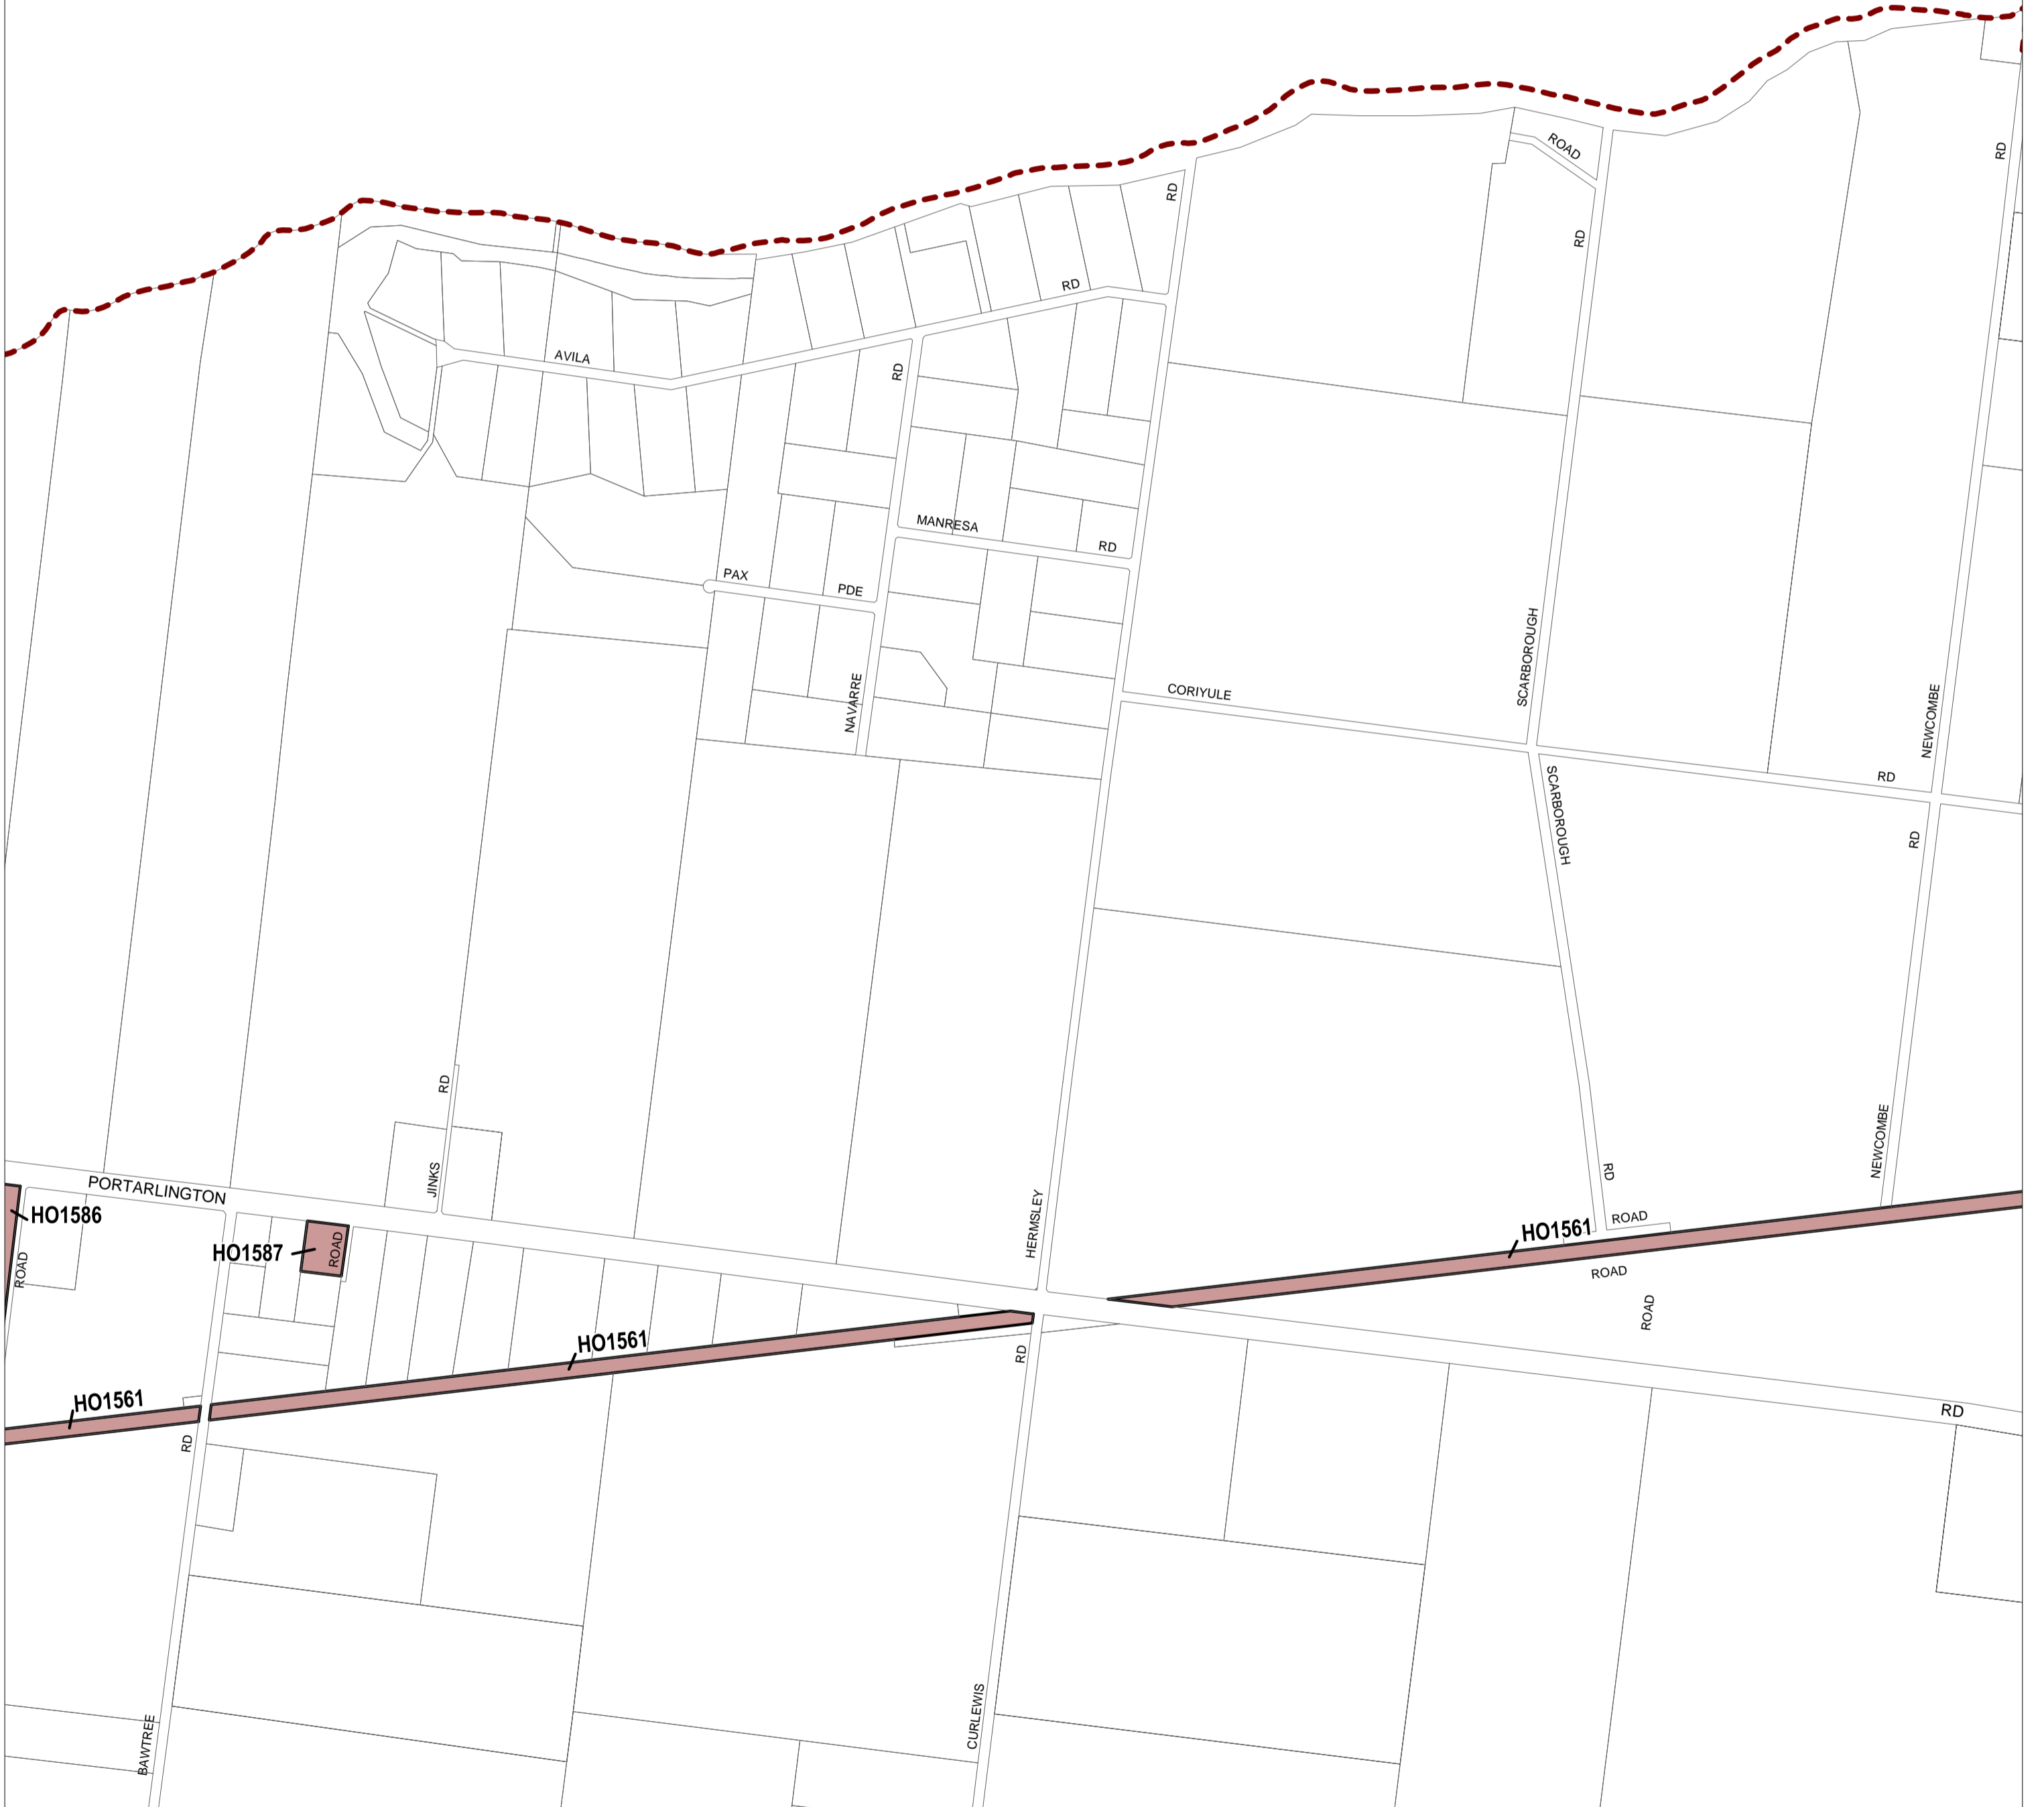 ROAD
RD
RD
RD
RD
AVILA
RD
MANRESA
RD
PAX
PDE
SCARBOROUGH
NAVARRE
CORIYULE
NEWCOMBE
RD
SCARBOROUGH
RD
RD
NEWCOMBE
JINKS
RD
PORTARLINGTON
HERMSLEY
HO1586
ROAD
HO1587
ROAD
HO1561
ROAD
ROAD
ROAD
HO1561
RD
HO1561
RD
RD
CURLEWIS
BAWTREE